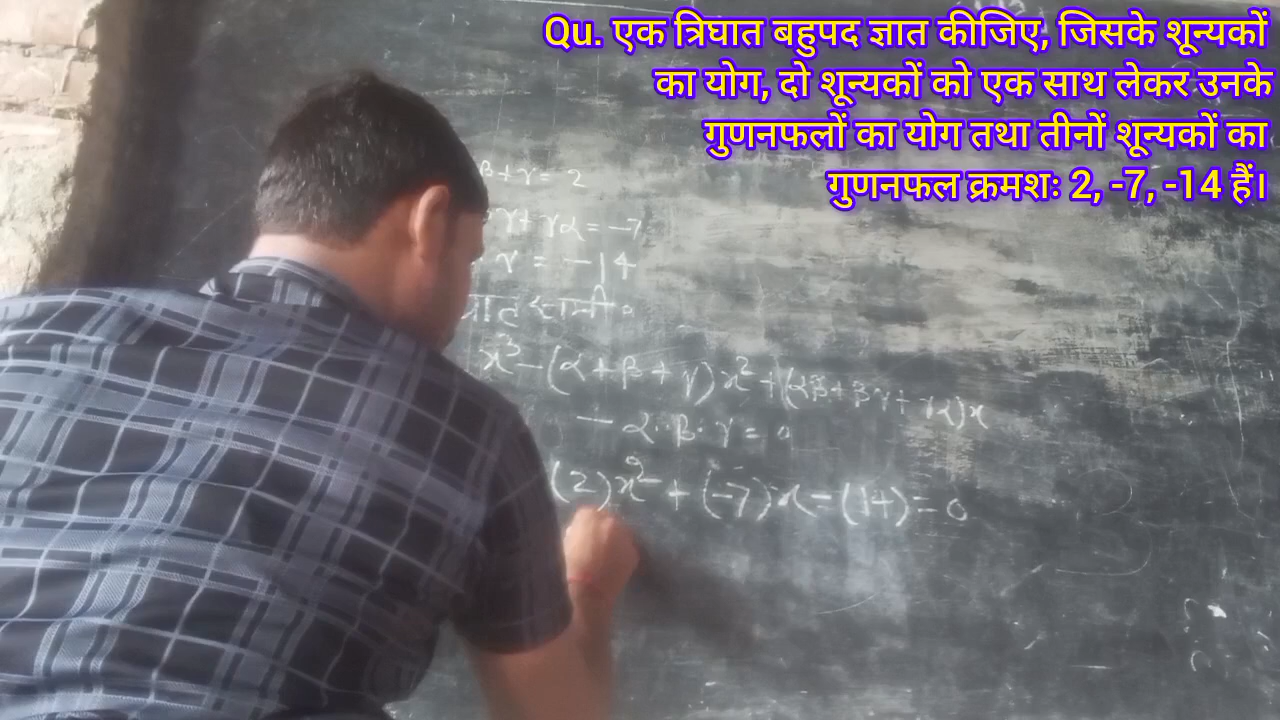 Qu. एक त्रिघात बहुपद ज्ञात कीजिए, जिसके शून्यकों
का योग, दो शून्यकों को एक साथ लेकर उनके
गुणनफलों का योग तथा तीनों शून्यकों का
गुणनफल क्रमशः 2, -7, -14 हैं।
β+γ = 2
γ+γα = -7
γ = -14
x³-(α+β+γ)x²+(αβ+βγ+γα)x
- α·β·γ = 0
(2)x²+(-7)x-(14)=0